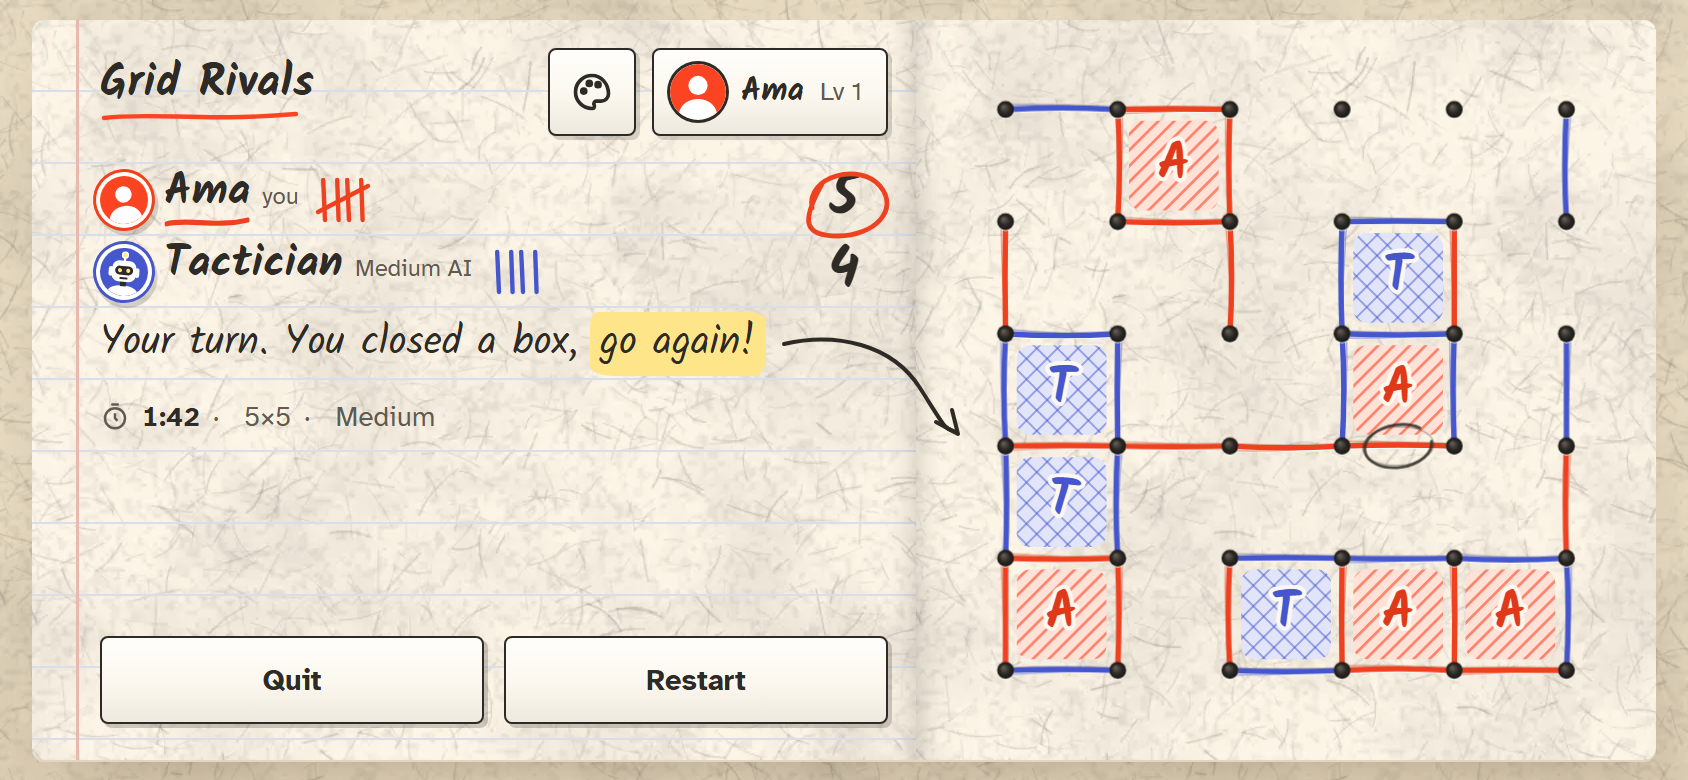 Grid Rivals
Ama Lv 1
Ama you 5
Tactician Medium AI 4
Your turn. You closed a box, go again!
1:42 · 5×5 · Medium
Quit Restart
A
T
T A
T
A T A A